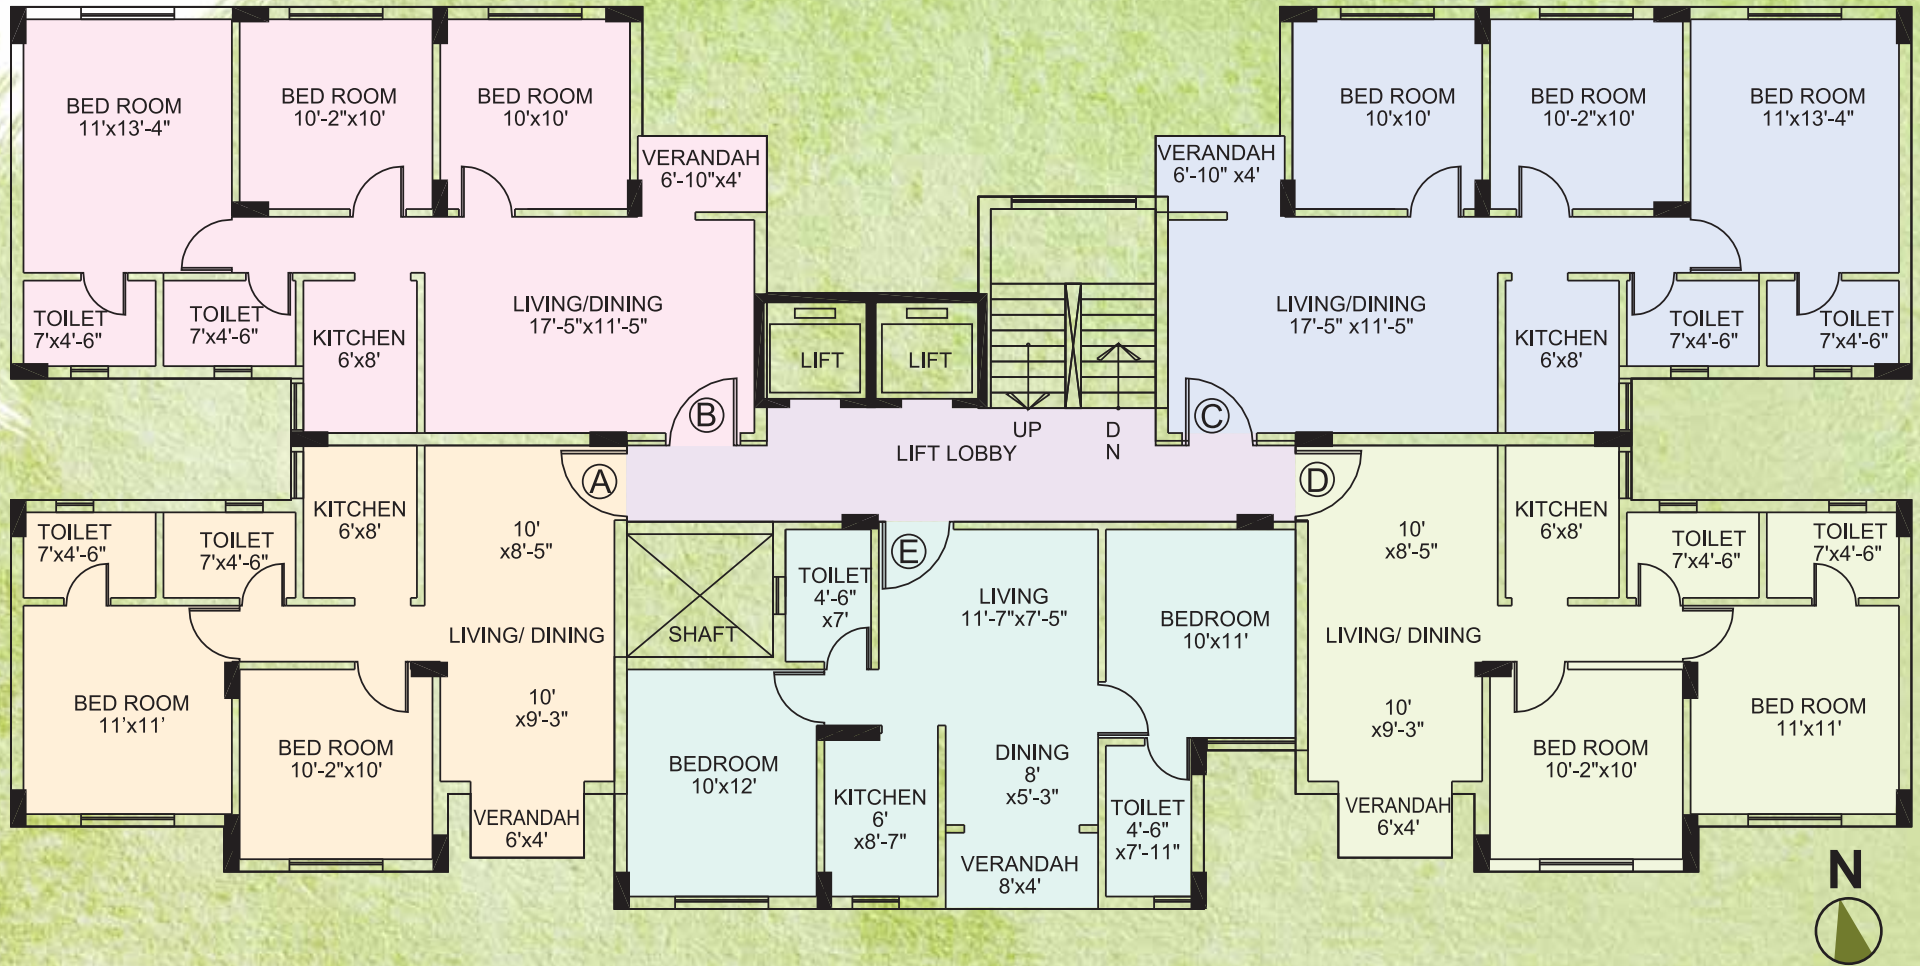 BED ROOM
11'x13'-4"
BED ROOM
10'-2"x10'
BED ROOM
10'x10'
VERANDAH
6'-10"x4'
TOILET
7'x4'-6"
TOILET
7'x4'-6"
KITCHEN
6'x8'
LIVING/DINING
17'-5"x11'-5"
B
LIFT
LIFT
UP
D
N
LIFT LOBBY
VERANDAH
6'-10" x4'
BED ROOM
10'x10'
BED ROOM
10'-2"x10'
BED ROOM
11'x13'-4"
LIVING/DINING
17'-5" x11'-5"
C
KITCHEN
6'x8'
TOILET
7'x4'-6"
TOILET
7'x4'-6"
TOILET
7'x4'-6"
TOILET
7'x4'-6"
KITCHEN
6'x8'
A
10'
x8'-5"
LIVING/ DINING
10'
x9'-3"
BED ROOM
11'x11'
BED ROOM
10'-2"x10'
VERANDAH
6'x4'
SHAFT
TOILET
4'-6"
x7'
E
LIVING
11'-7"x7'-5"
BEDROOM
10'x11'
BEDROOM
10'x12'
KITCHEN
6'
x8'-7"
DINING
8'
x5'-3"
VERANDAH
8'x4'
TOILET
4'-6"
x7'-11"
D
10'
x8'-5"
LIVING/ DINING
10'
x9'-3"
KITCHEN
6'x8'
TOILET
7'x4'-6"
TOILET
7'x4'-6"
BED ROOM
11'x11'
BED ROOM
10'-2"x10'
VERANDAH
6'x4'
N